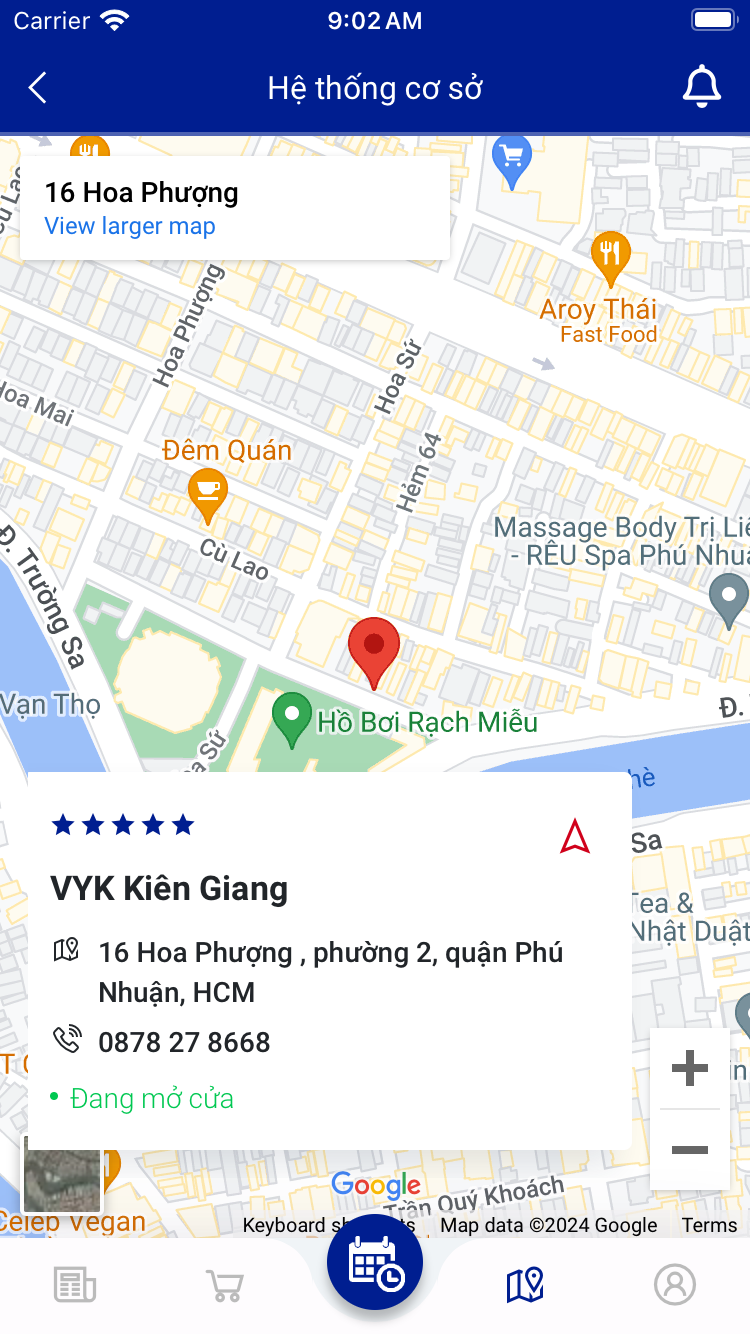 Carrier
9:02 AM
Hệ thống cơ sở
16 Hoa Phượng
View larger map
Hoa Phượng
Aroy Thái
Fast Food
Hoa Sứ
Hoa Mai
Đêm Quán
Hẻm 64
Massage Body Trị
- RÊU Spa Phú
Cù Lao
Đ. Trường Sa
Vạn Thọ
Đ.
Hồ Bơi Rạch Miễu
Sứ
Sa
VYK Kiên Giang
16 Hoa Phượng , phường 2, quận Phú
Nhuận, HCM
0878 27 8668
Đang mở cửa
Tea &
Nhật Duật
Google
Trần Quý Khoách
Celeb Vegan
Keyboard
Map data ©2024 Google
Terms